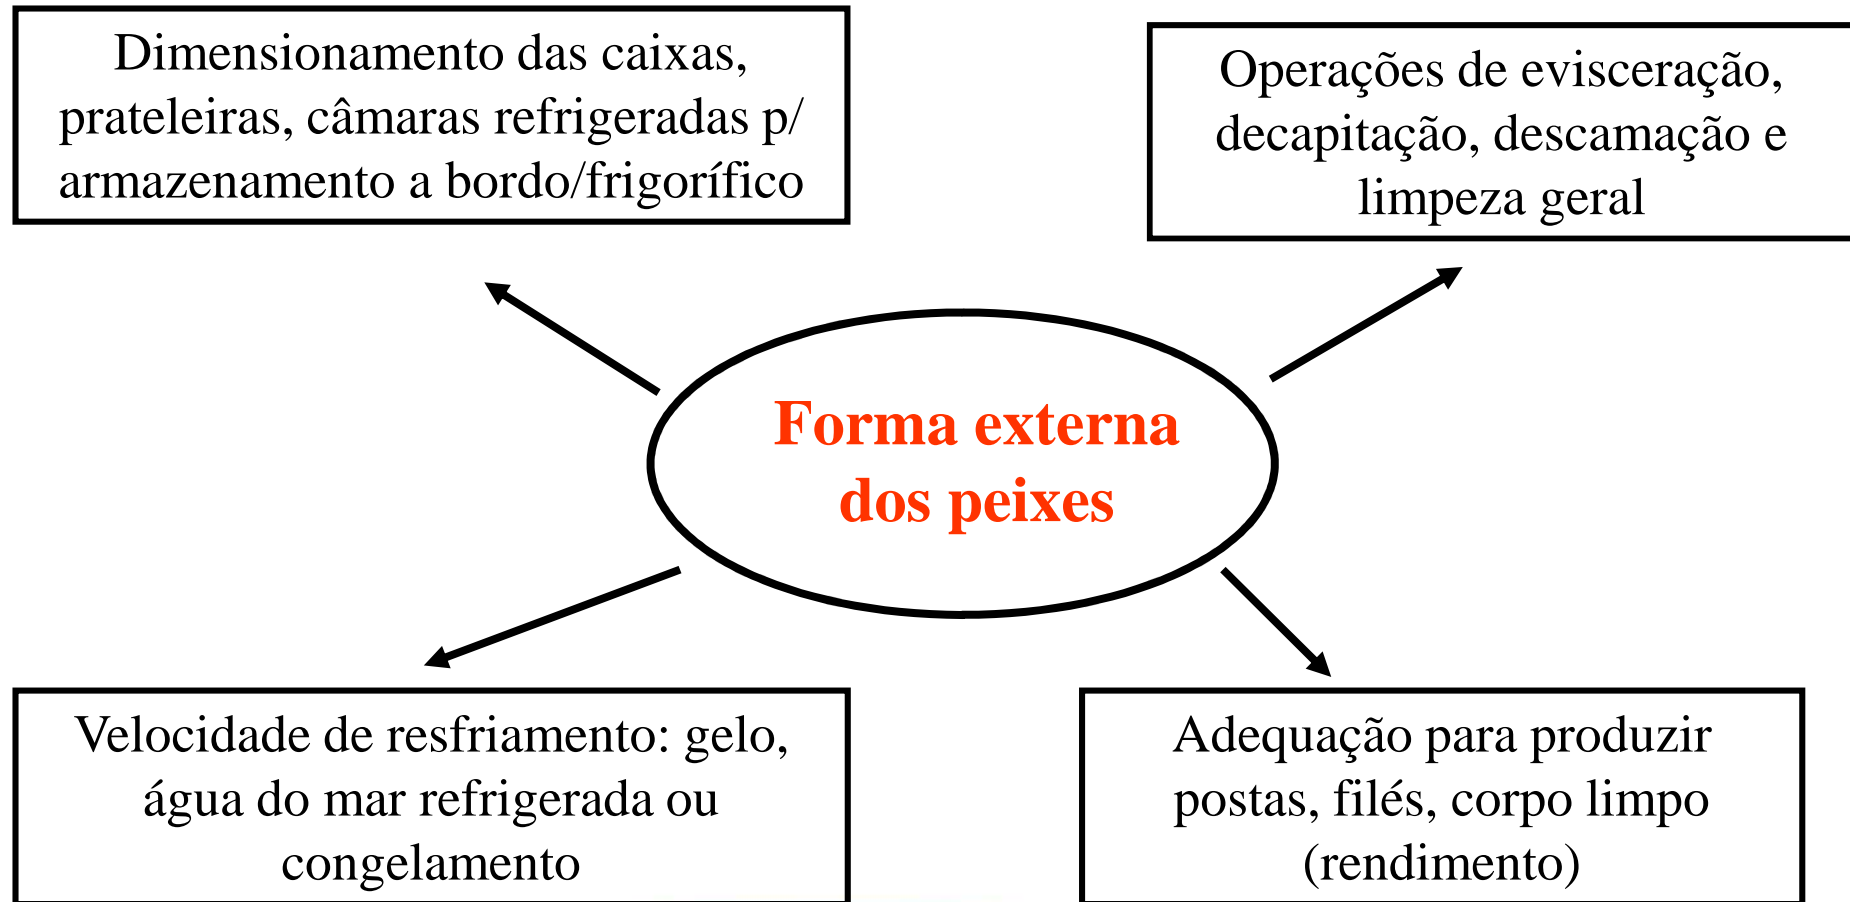 Dimensionamento das caixas,
prateleiras, câmaras refrigeradas p/
armazenamento a bordo/frigorífico
Operações de evisceração,
decapitação, descamação e
limpeza geral
Forma externa
dos peixes
Velocidade de resfriamento: gelo,
água do mar refrigerada ou
congelamento
Adequação para produzir
postas, filés, corpo limpo
(rendimento)